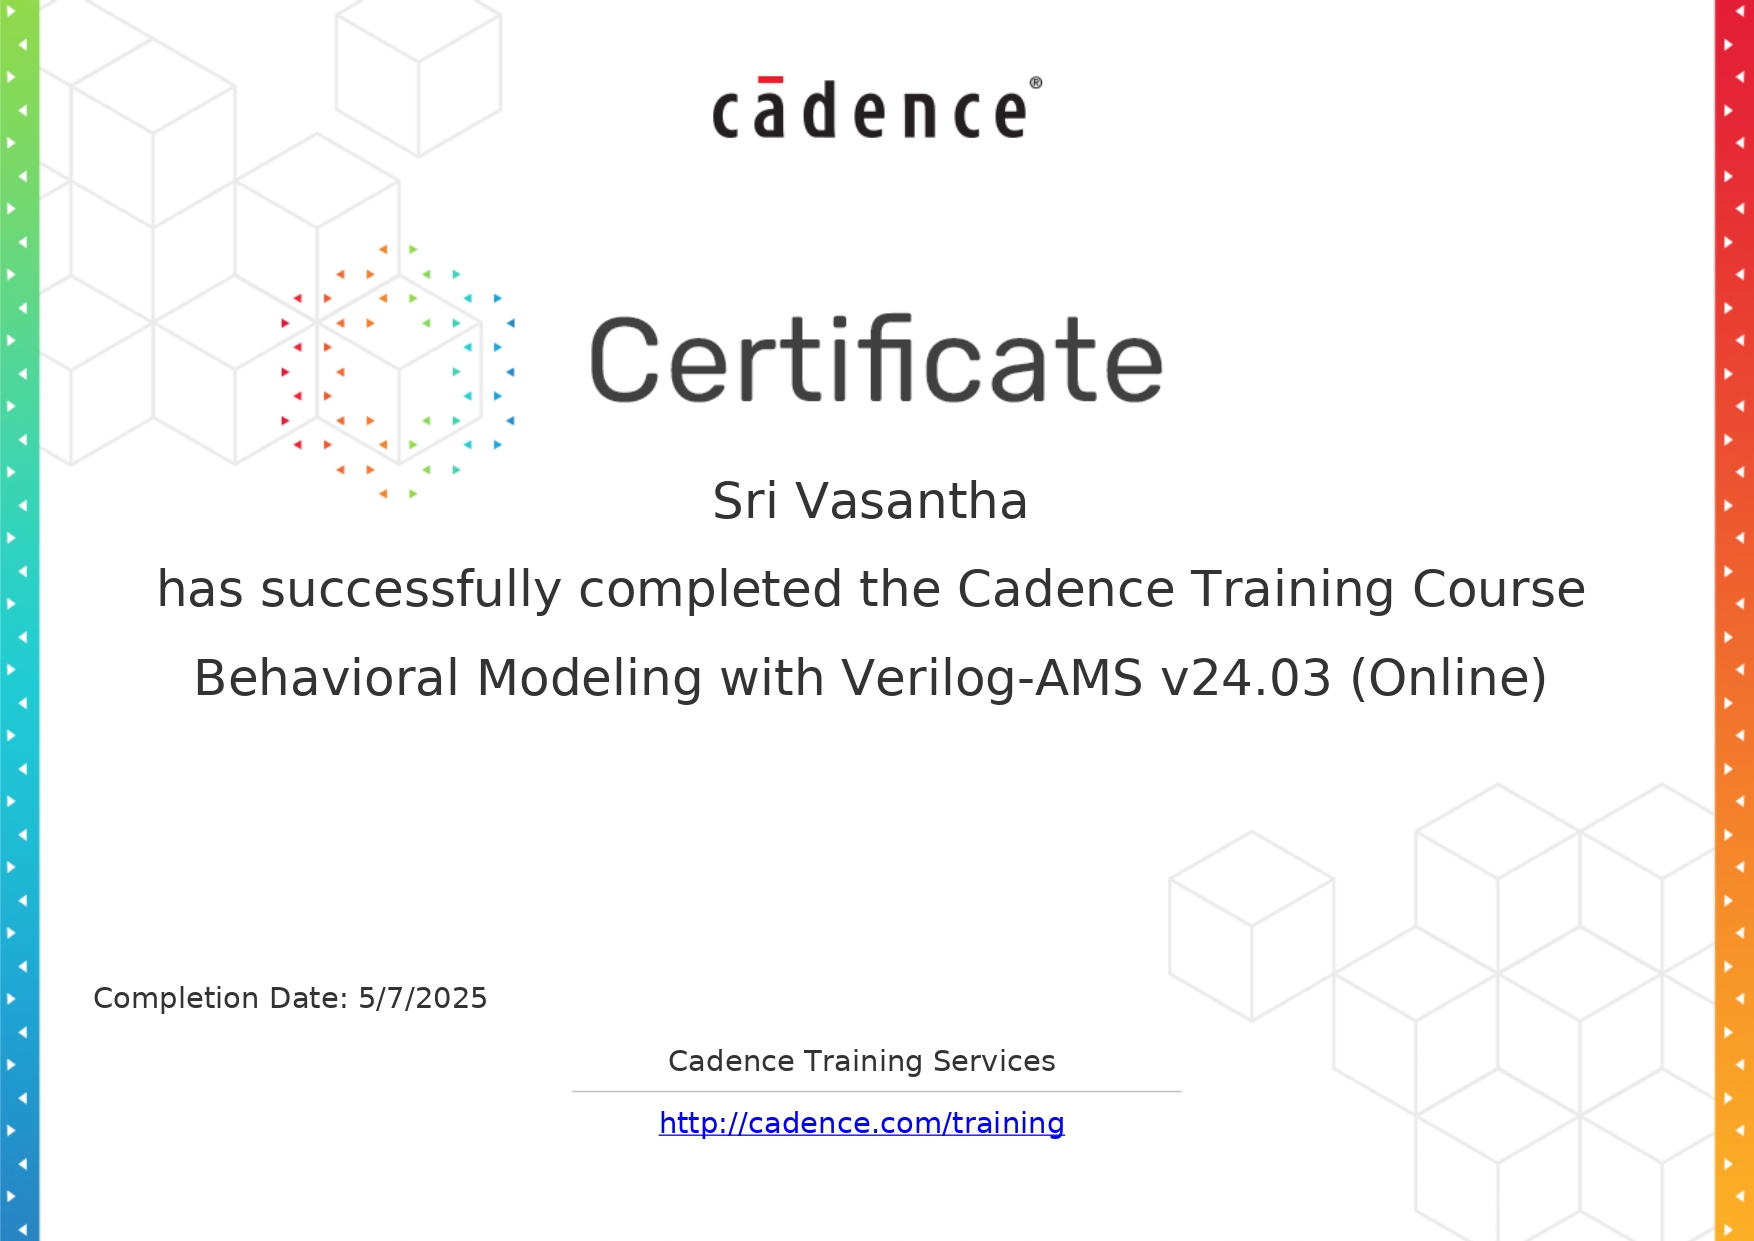 cādence®
Certificate
Sri Vasantha
has successfully completed the Cadence Training Course
Behavioral Modeling with Verilog-AMS v24.03 (Online)
Completion Date: 5/7/2025
Cadence Training Services
http://cadence.com/training